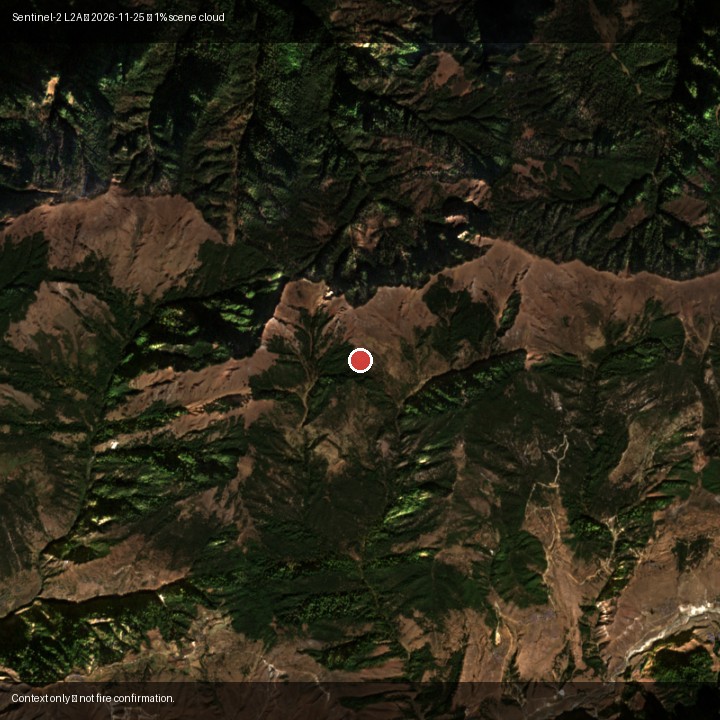 Sentinel-2 L2A▯2026-11-25▯1% scene cloud
Context only▯not fire confirmation.